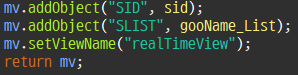 mv.addObject("SID", sid);
mv.addObject("SLIST", gooName_List);
mv.setViewName("realTimeView");
return mv;